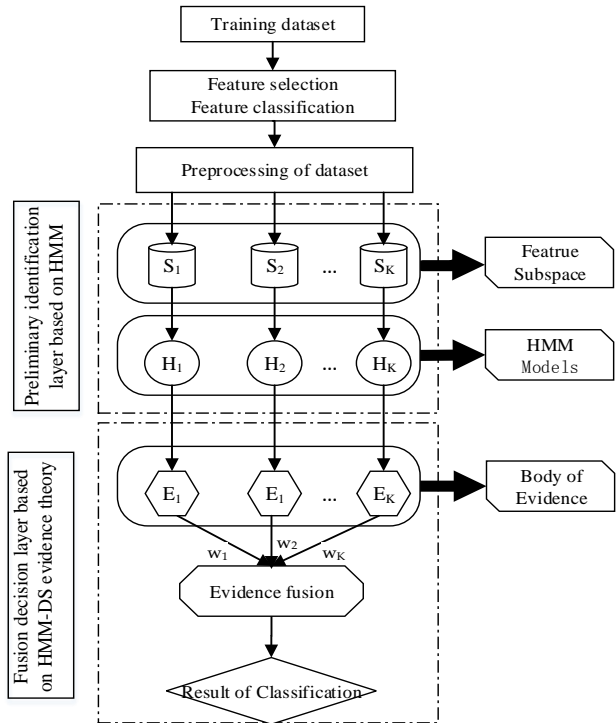 Training dataset
Feature selection
Feature classification
Preprocessing of dataset
Preliminary identification
layer based on HMM
S1
S2
...
SK
Featrue
Subspace
H1
H2
...
HK
HMM
Models
Fusion decision layer based
on HMM-DS evidence theory
E1
E1
...
EK
Body of
Evidence
w1
w2
wK
Evidence fusion
Result of Classification